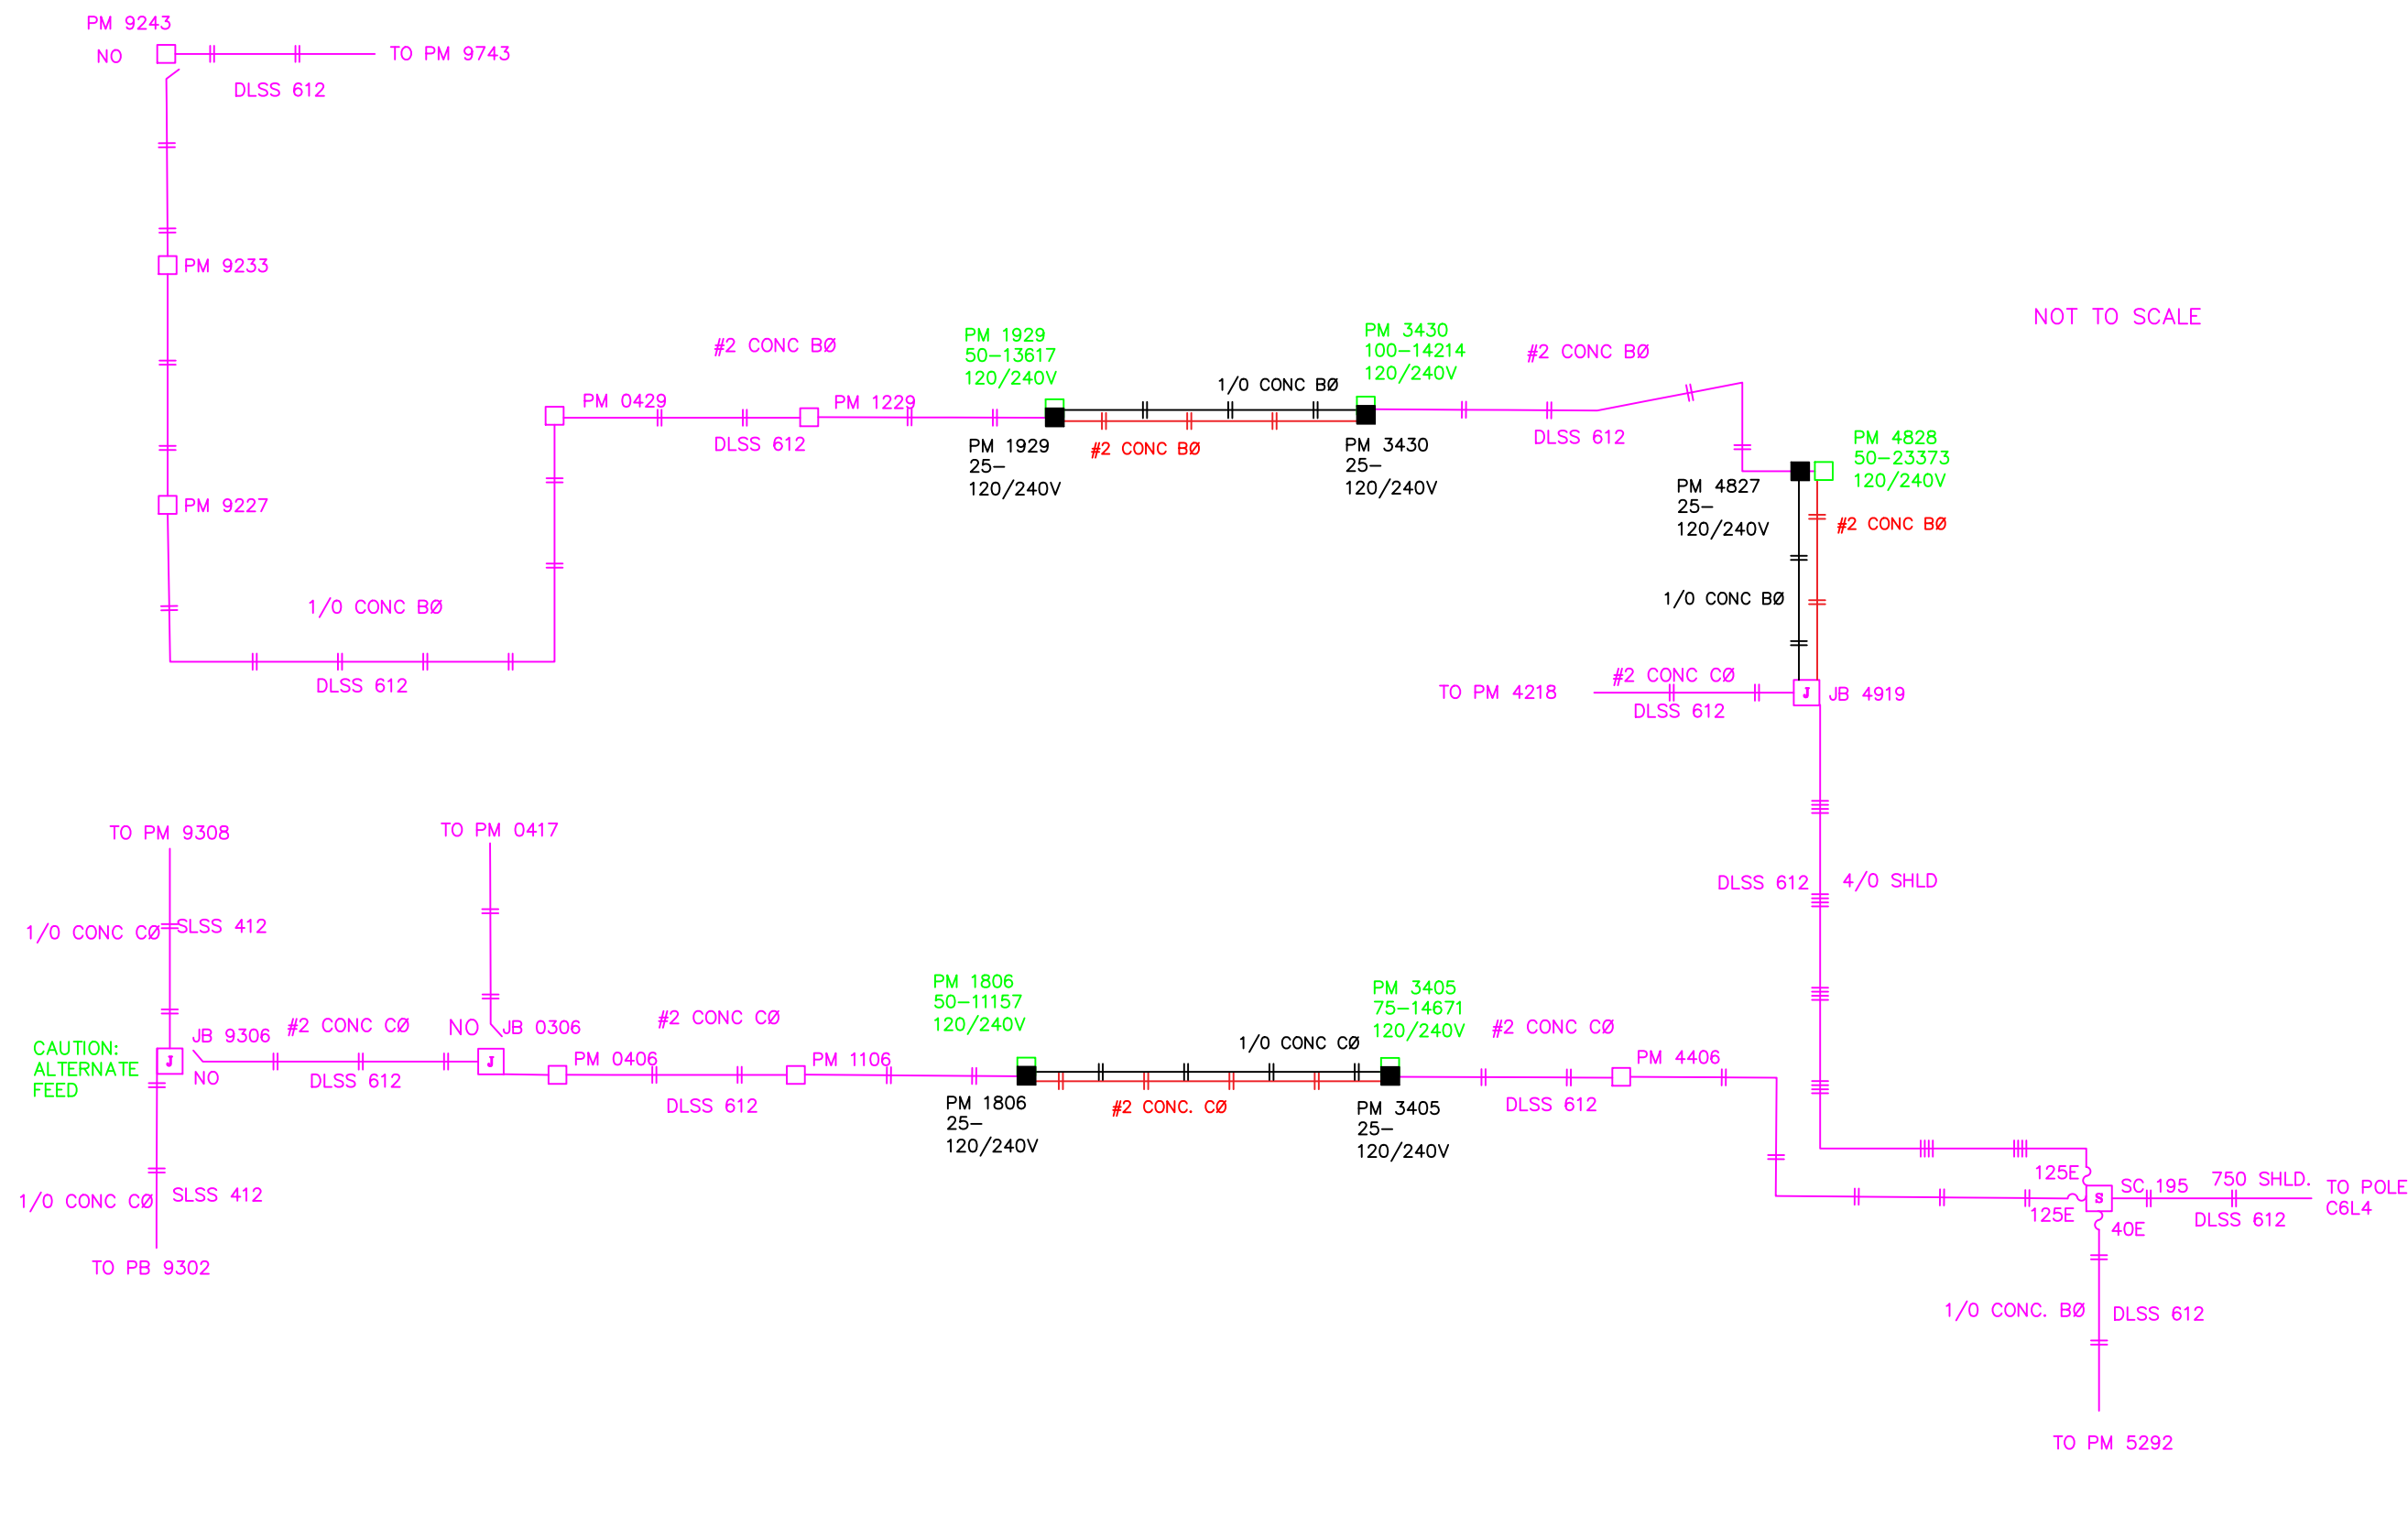 PM 9243
NO
TO PM 9743
DLSS 612
PM 9233
NOT TO SCALE
#2 CONC BØ
PM 1929
50-13617
120/240V
PM 3430
100-14214
120/240V
#2 CONC BØ
1/0 CONC BØ
PM 0429
PM 1229
DLSS 612
#2 CONC BØ
PM 1929
25-
120/240V
PM 3430
25-
120/240V
DLSS 612
PM 4828
50-23373
120/240V
PM 4827
25-
120/240V
#2 CONC BØ
PM 9227
1/0 CONC BØ
DLSS 612
1/0 CONC BØ
#2 CONC CØ
TO PM 4218
DLSS 612
J
JB 4919
TO PM 9308
TO PM 0417
DLSS 612
4/0 SHLD
1/0 CONC CØ
SLSS 412
PM 1806
50-11157
120/240V
PM 3405
75-14671
120/240V
JB 9306
#2 CONC CØ
NO
JB 0306
#2 CONC CØ
1/0 CONC CØ
#2 CONC CØ
CAUTION:
ALTERNATE
FEED
J
NO
DLSS 612
J
PM 0406
PM 1106
DLSS 612
#2 CONC. CØ
PM 1806
25-
120/240V
PM 3405
25-
120/240V
DLSS 612
PM 4406
1/0 CONC CØ
SLSS 412
TO PB 9302
125E
125E
S
SC 195
750 SHLD.
DLSS 612
TO POLE
C6L4
40E
1/0 CONC. BØ
DLSS 612
TO PM 5292